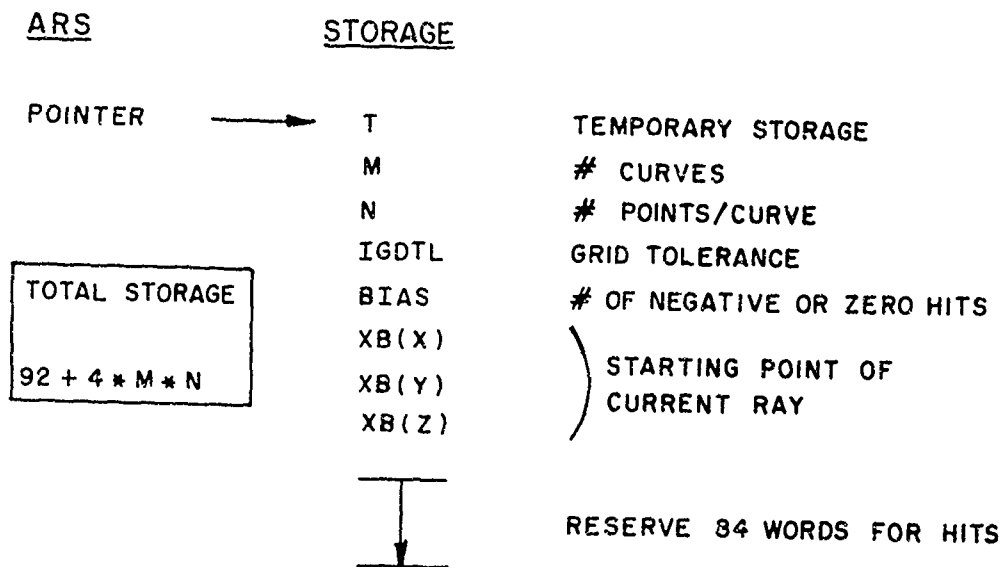 ARS STORAGE
POINTER T TEMPORARY STORAGE
M # CURVES
N # POINTS/CURVE
IGDTL GRID TOLERANCE
TOTAL STORAGE
92 + 4 * M * N
BIAS # OF NEGATIVE OR ZERO HITS
XB(X)
XB(Y)
XB(Z)
STARTING POINT OF
CURRENT RAY
RESERVE 84 WORDS FOR HITS